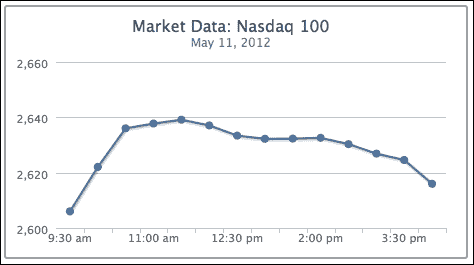 Market Data: Nasdaq 100
May 11, 2012
2,660
2,640
2,620
2,600
9:30 am 11:00 am 12:30 pm 2:00 pm 3:30 pm